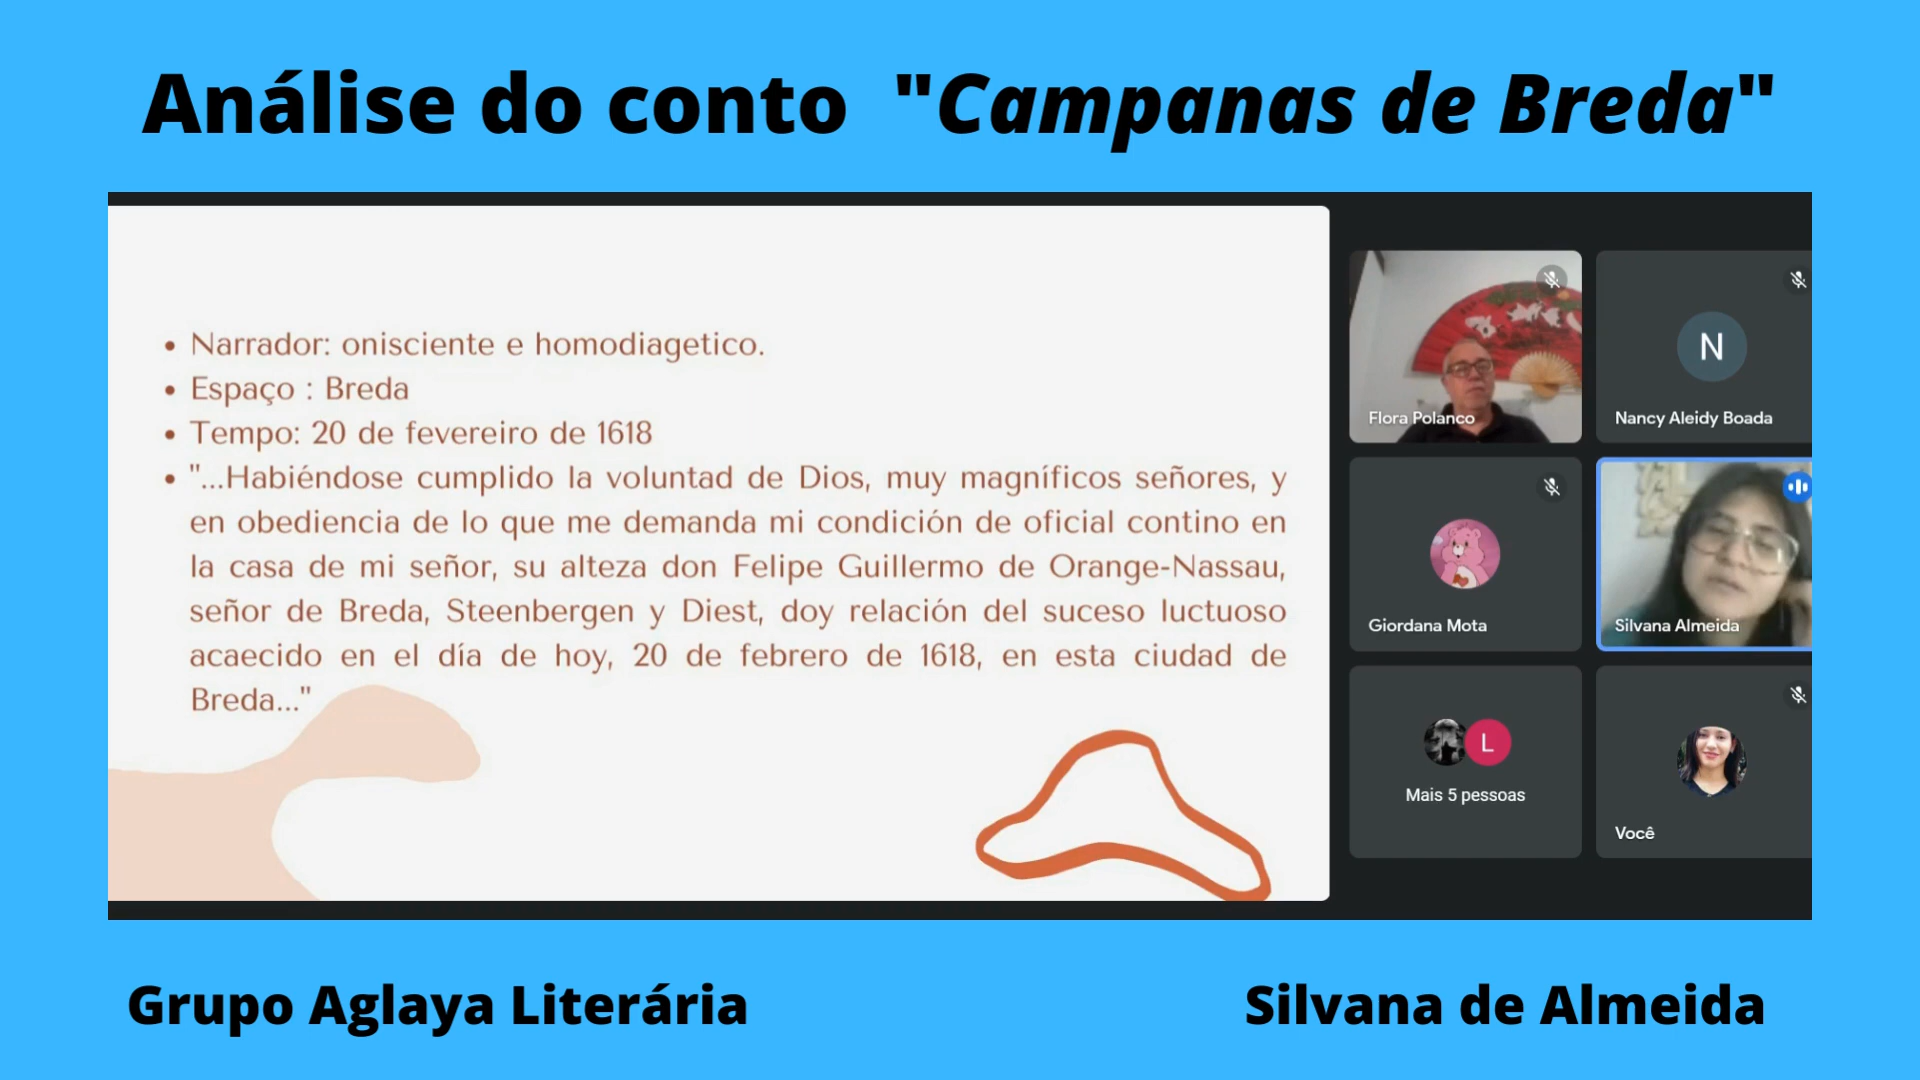 Análise do conto "Campanas de Breda"
• Narrador: onisciente e homodiagetico.
• Espaço : Breda
• Tempo: 20 de fevereiro de 1618
• "...Habiéndose cumplido la voluntad de Dios, muy magníficos señores, y
en obediencia de lo que me demanda mi condición de oficial contino en
la casa de mi señor, su alteza don Felipe Guillermo de Orange-Nassau,
señor de Breda, Steenbergen y Diest, doy relación del suceso luctuoso
acaecido en el día de hoy, 20 de febrero de 1618, en esta ciudad de
Breda..."
Flora Polanco
N
Nancy Aleidy Boada
Giordana Mota
Silvana Almeida
L
Mais 5 pessoas
Você
Grupo Aglaya Literária
Silvana de Almeida